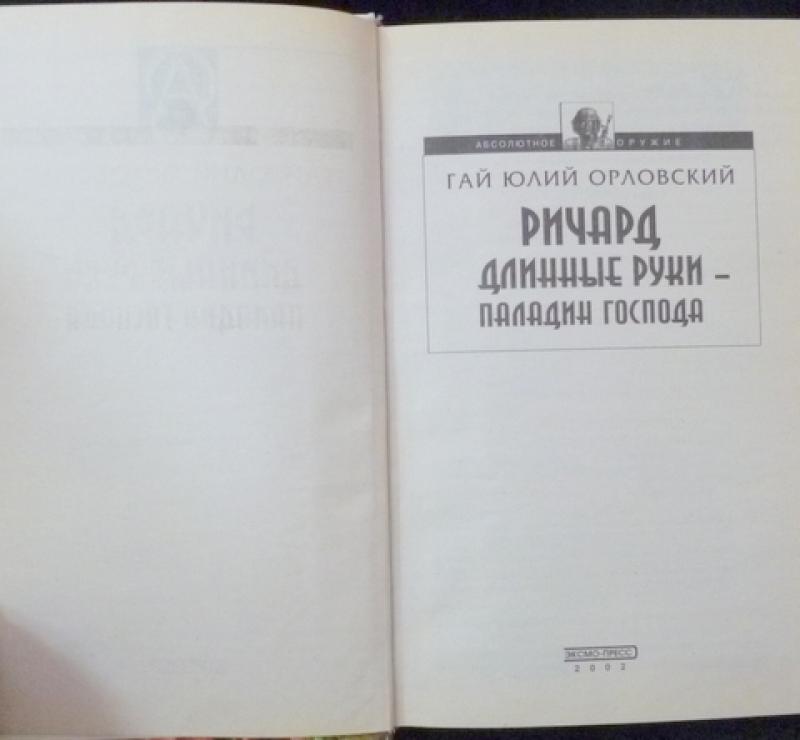 АБСОЛЮТНОЕ ОРУЖИЕ
ГАЙ ЮЛИЙ ОРЛОВСКИЙ
РИЧАРД
ДЛИННЫЕ РУКИ –
ПАЛАДИН ГОСПОДА
ЭКСМО-ПРЕСС
2002